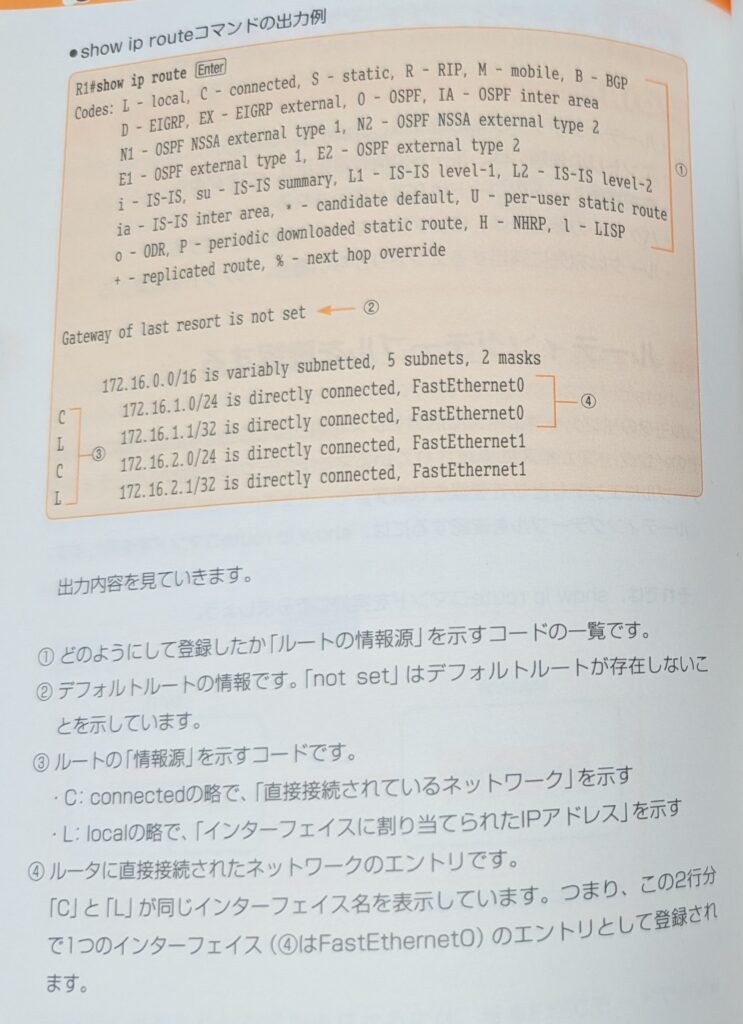 ●show ip routeコマンドの出力例
R1#show ip route Enter
Codes: L - local, C - connected, S - static, R - RIP, M - mobile, B - BGP
D - EIGRP, EX - EIGRP external, O - OSPF, IA - OSPF inter area
N1 - OSPF NSSA external type 1, N2 - OSPF NSSA external type 2
E1 - OSPF external type 1, E2 - OSPF external type 2
i - IS-IS, su - IS-IS summary, L1 - IS-IS level-1, L2 - IS-IS level-2
①
ia - IS-IS inter area, * - candidate default, U - per-user static route
o - ODR, P - periodic downloaded static route, H - NHRP, l - LISP
+ - replicated route, % - next hop override
Gateway of last resort is not set ②
172.16.0.0/16 is variably subnetted, 5 subnets, 2 masks
C 172.16.1.0/24 is directly connected, FastEthernet0
④
L 172.16.1.1/32 is directly connected, FastEthernet0
③
C 172.16.2.0/24 is directly connected, FastEthernet1
L 172.16.2.1/32 is directly connected, FastEthernet1
出力内容を見ていきます。
① どのようにして登録したか「ルートの情報源」を示すコードの一覧です。
② デフォルトルートの情報です。「not set」はデフォルトルートが存在しないこ
とを示しています。
③ ルートの「情報源」を示すコードです。
・C: connectedの略で、「直接接続されているネットワーク」を示す
・L: localの略で、「インターフェイスに割り当てられたIPアドレス」を示す
④ ルータに直接接続されたネットワークのエントリです。
「C」と「L」が同じインターフェイス名を表示しています。つまり、この2行分
で1つのインターフェイス（④はFastEthernet0）のエントリとして登録され
ます。